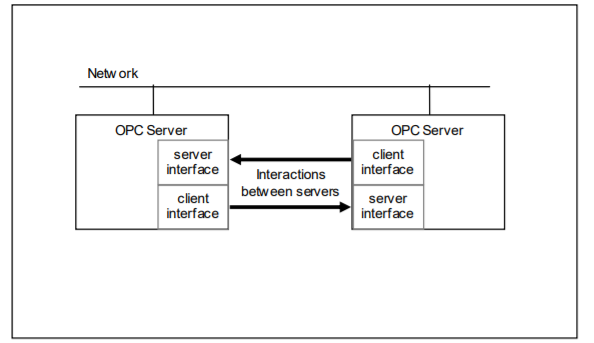 Network
OPC Server
OPC Server
server
interface
client
interface
Interactions
between servers
client
interface
server
interface